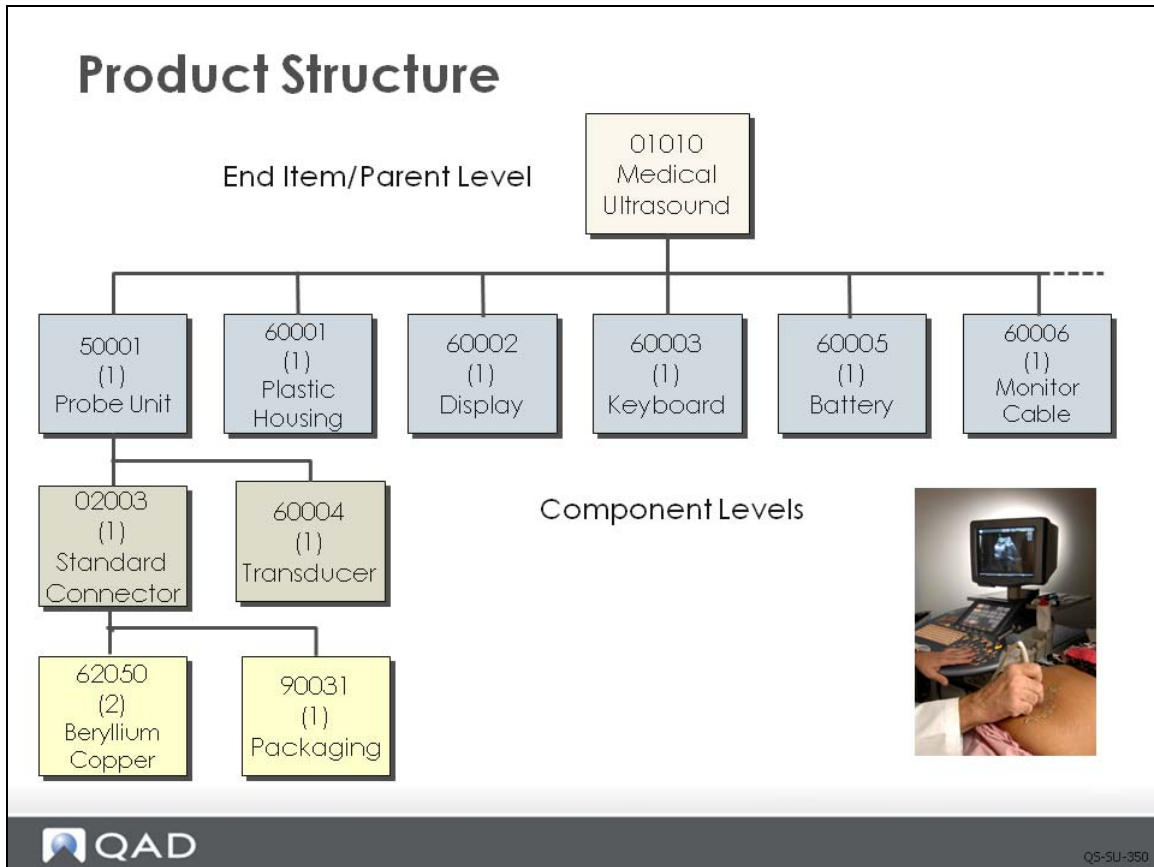 Product Structure
End Item/Parent Level
01010
Medical
Ultrasound
50001
(1)
Probe Unit
60001
(1)
Plastic
Housing
60002
(1)
Display
60003
(1)
Keyboard
60005
(1)
Battery
60006
(1)
Monitor
Cable
02003
(1)
Standard
Connector
60004
(1)
Transducer
Component Levels
62050
(2)
Beryllium
Copper
90031
(1)
Packaging
QAD
QS-SU-350